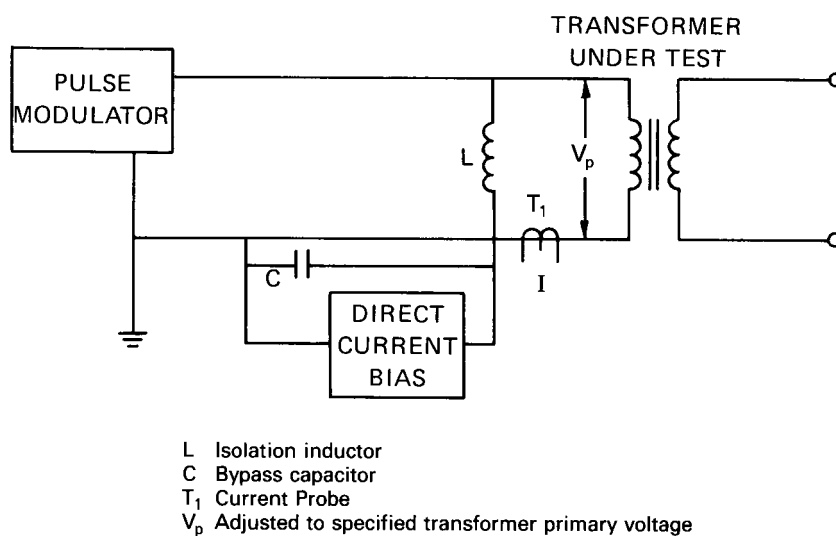 TRANSFORMER
UNDER TEST
PULSE
MODULATOR
L
Vp
T1
I
C
DIRECT
CURRENT
BIAS
L Isolation inductor
C Bypass capacitor
T1 Current Probe
Vp Adjusted to specified transformer primary voltage